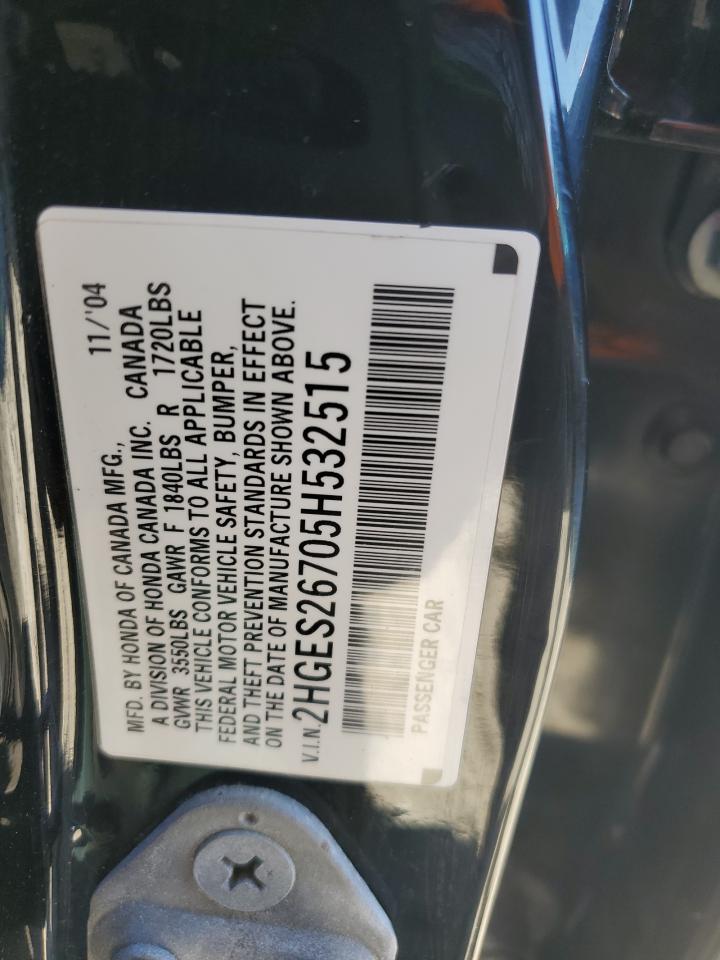 MFD. BY HONDA OF CANADA MFG., 11/'04
A DIVISION OF HONDA CANADA INC. CANADA
GVWR 3550LBS GAWR F 1840LBS R 1720LBS
THIS VEHICLE CONFORMS TO ALL APPLICABLE
FEDERAL MOTOR VEHICLE SAFETY, BUMPER,
AND THEFT PREVENTION STANDARDS IN EFFECT
ON THE DATE OF MANUFACTURE SHOWN ABOVE.
V.I.N. 2HGES26705H532515
PASSENGER CAR